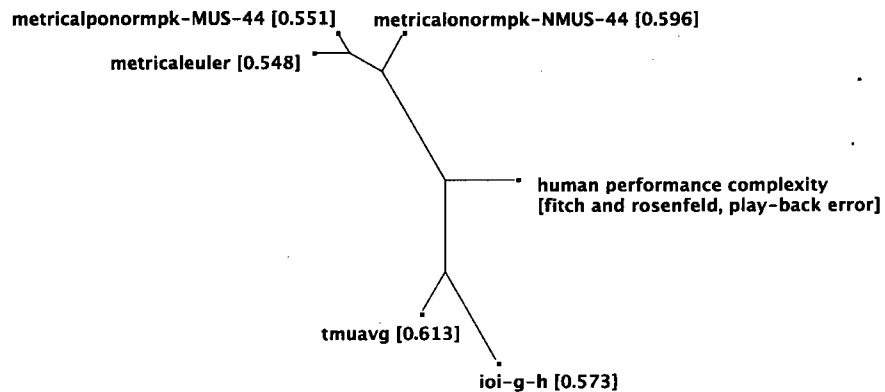 metricalponormpk-MUS-44 [0.551]
metricalonormpk-NMUS-44 [0.596]
metricaleuler [0.548]
human performance complexity
[fitch and rosenfeld, play-back error]
tmuavg [0.613]
ioi-g-h [0.573]